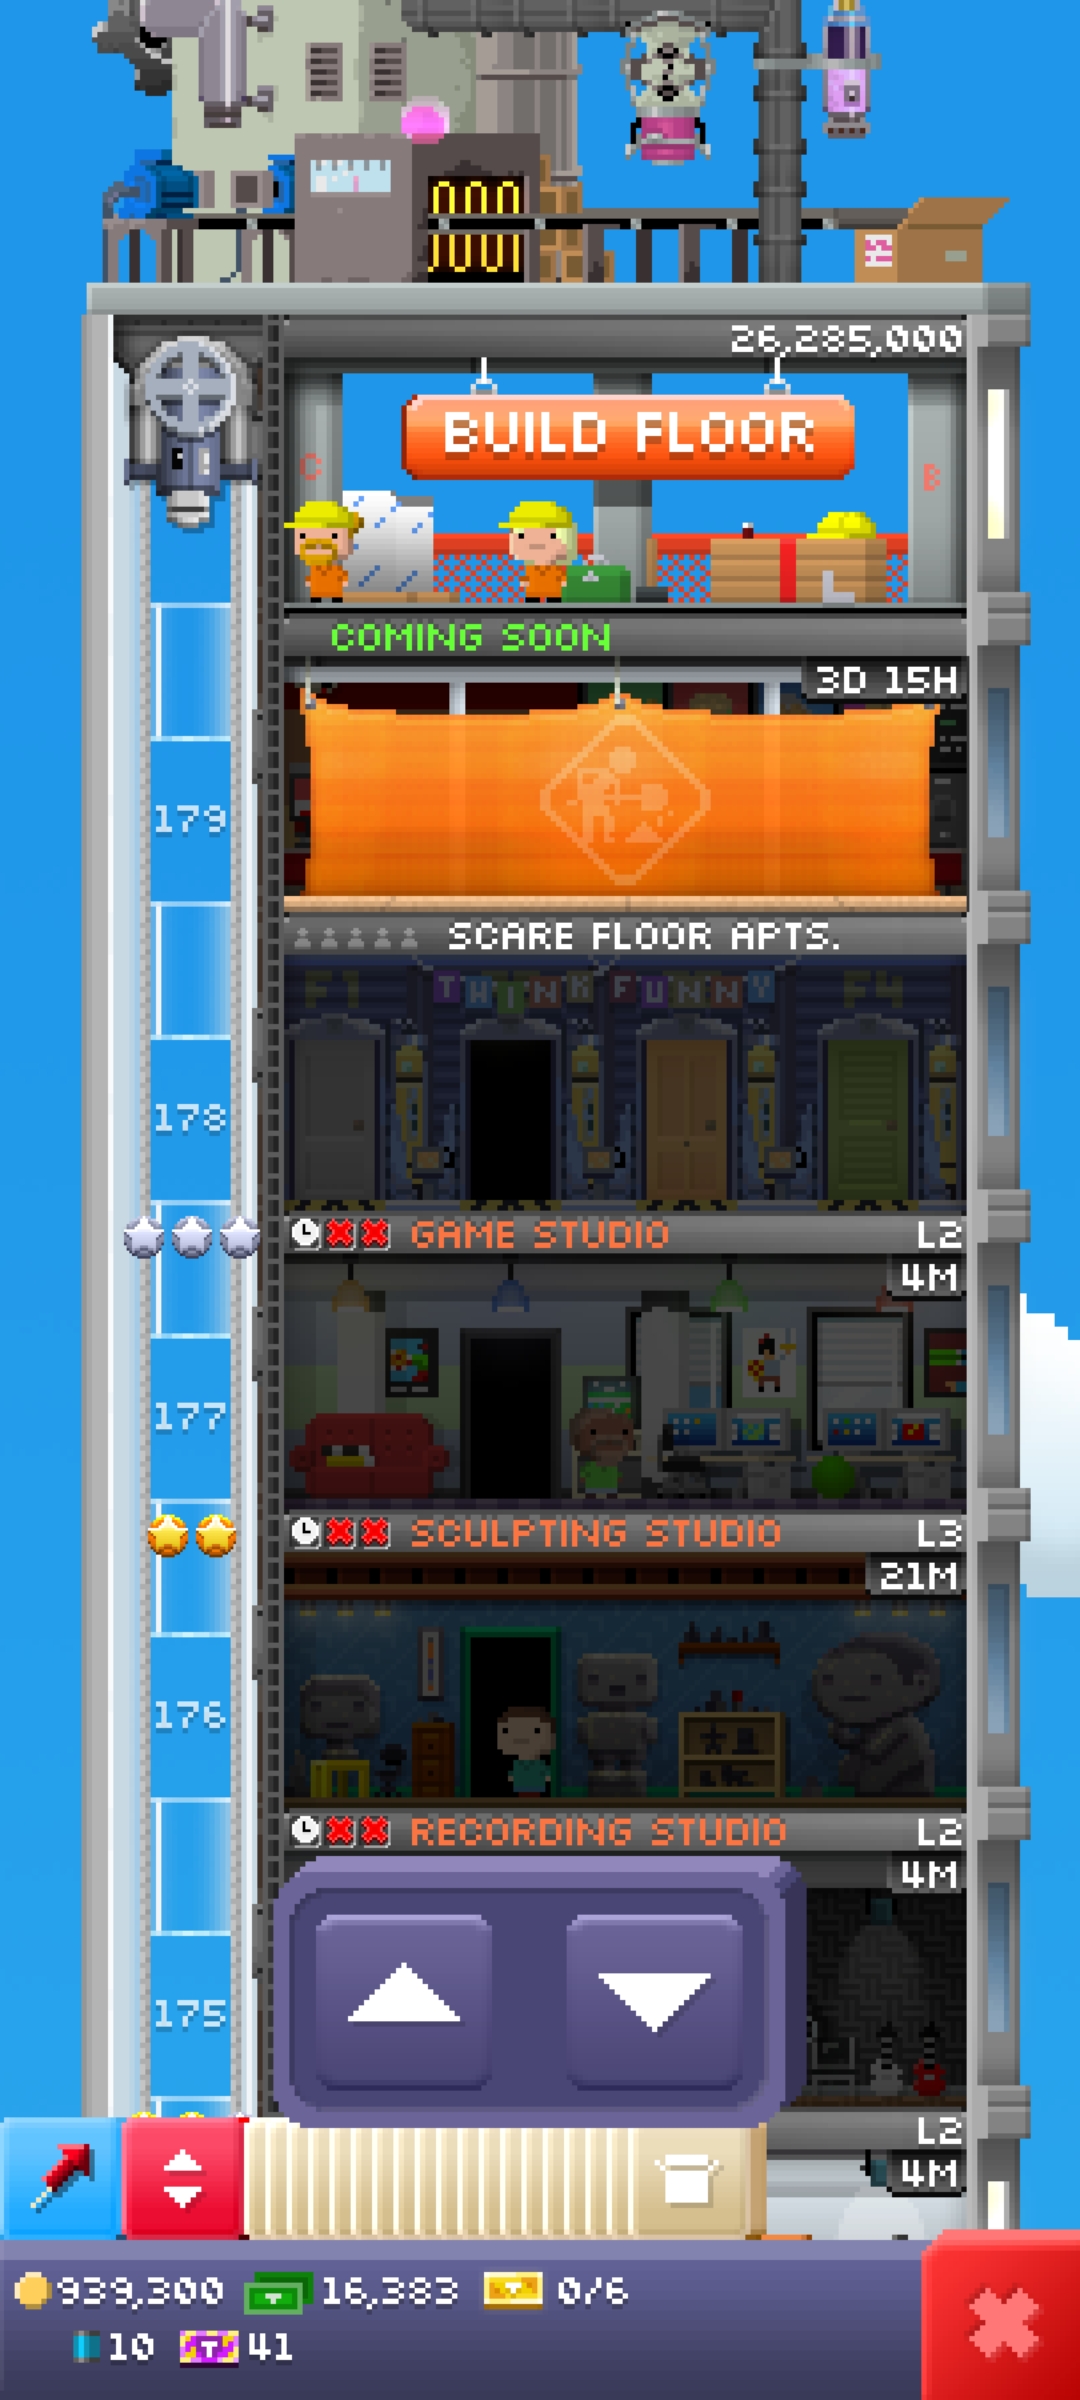 26,285,000
BUILD FLOOR
C
B
L
COMING SOON
3D 15H
179
SCARE FLOOR APTS.
F1 THINK FUNNY F4
178
GAME STUDIO L2
4M
177
SCULPTING STUDIO L3
21M
176
RECORDING STUDIO L2
4M
175
L2
4M
939,300 16,383 0/6
10 T 41